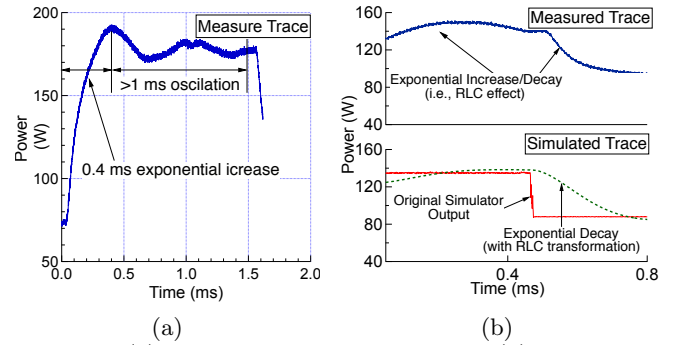 Measure Trace
200
150
100
50
Power
(W)
>1 ms oscilation
0.4 ms exponential icrease
0.0 0.5 1.0 1.5 2.0
Time (ms)
(a)
Measured Trace
160
120
80
40
Exponential Increase/Decay
(i.e., RLC effect)
Power
(W)
Simulated Trace
160
120
80
40
Original Simulator
Output
Exponential Decay
(with RLC transformation)
0.4 0.8
Time (ms)
(b)